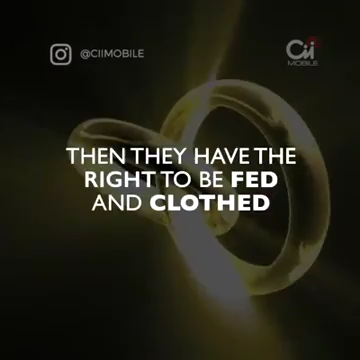 @CIIMOBILE
Cii
MOBILE
THEN THEY HAVE THE
RIGHT TO BE FED
AND CLOTHED